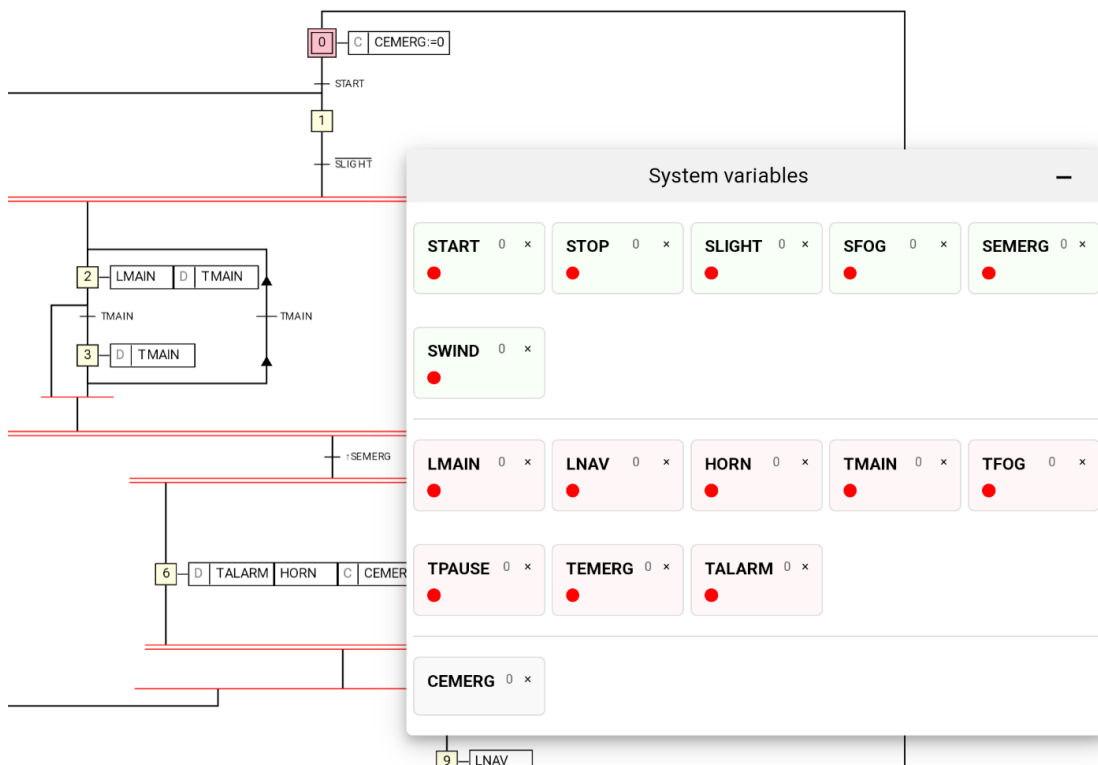 0 C CEMERG:=0
START
1
SLIGHT
System variables
START 0 ×
STOP 0 ×
SLIGHT 0 ×
SFOG 0 ×
SEMERG 0 ×
SWIND 0 ×
2 LMAIN D TMAIN
TMAIN
TMAIN
3 D TMAIN
LMAIN 0 ×
LNAV 0 ×
HORN 0 ×
TMAIN 0 ×
TFOG 0 ×
↑SEMERG
6 D TALARM HORN C CEMER
TPAUSE 0 ×
TEMERG 0 ×
TALARM 0 ×
CEMERG 0 ×
9 LNAV